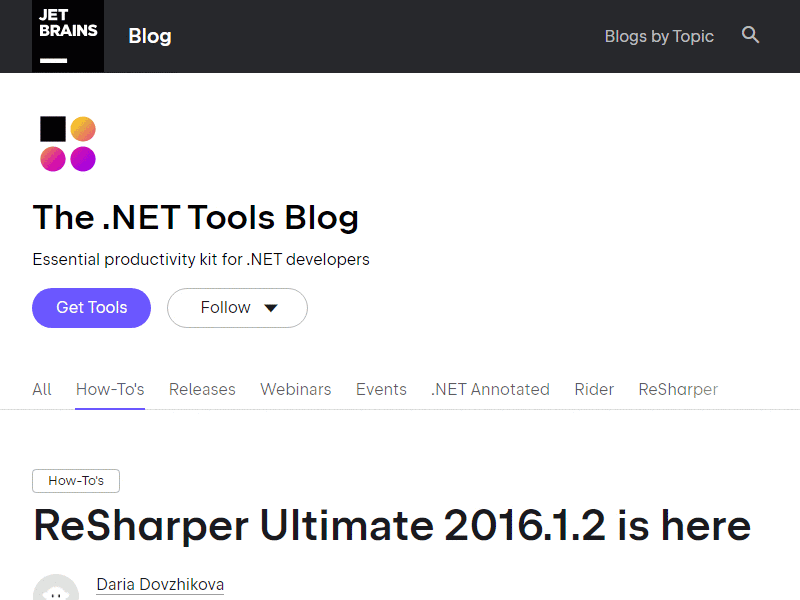 JET
BRAINS
Blog
Blogs by Topic
The .NET Tools Blog
Essential productivity kit for .NET developers
Get Tools
Follow
All How-To's Releases Webinars Events .NET Annotated Rider ReSharper
How-To's
ReSharper Ultimate 2016.1.2 is here
Daria Dovzhikova